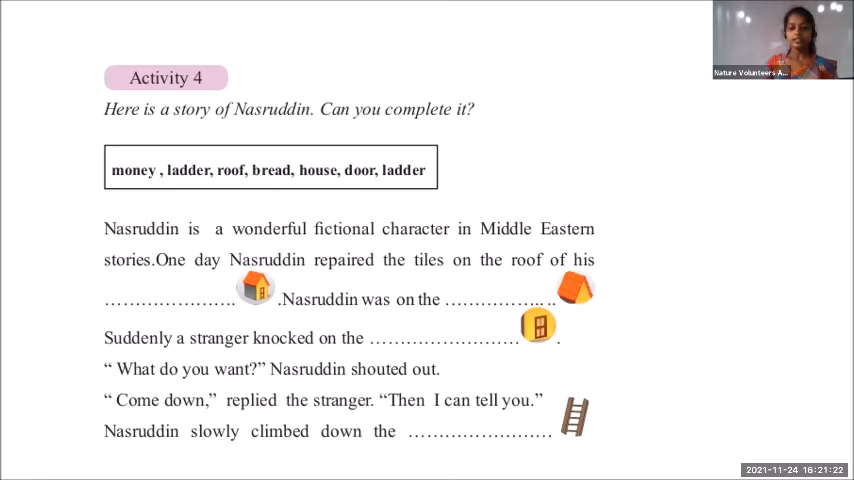 Nature Volunteers A...
Activity 4
Here is a story of Nasruddin. Can you complete it?
money , ladder, roof, bread, house, door, ladder
Nasruddin is a wonderful fictional character in Middle Eastern
stories.One day Nasruddin repaired the tiles on the roof of his
…………………. .Nasruddin was on the ……………….. ..
Suddenly a stranger knocked on the ……………………. .
“ What do you want?” Nasruddin shouted out.
“ Come down,” replied the stranger. “Then I can tell you.”
Nasruddin slowly climbed down the ……………………
2021-11-24 16:21:22